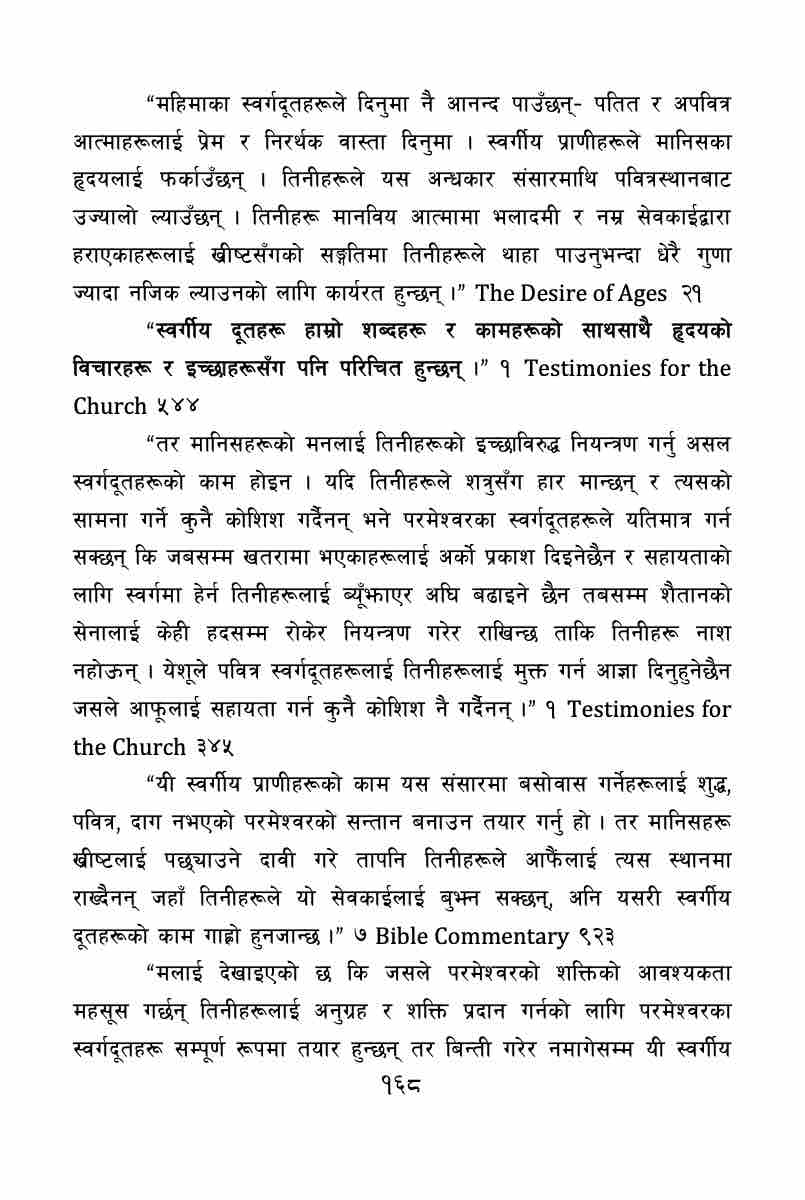 “महिमाका स्वर्गदूतहरूले दिनुमा नै आनन्द पाउँछन्- पतित र अपवित्र
आत्माहरूलाई प्रेम र निरर्थक वास्ता दिनुमा । स्वर्गीय प्राणीहरूले मानिसका
हृदयलाई फर्काउँछन् । तिनीहरूले यस अन्धकार संसारमाथि पवित्रस्थानबाट
उज्यालो ल्याउँछन् । तिनीहरू मानविय आत्मामा भलादमी र नम्र सेवकाईद्वारा
हराएकाहरूलाई ख्रीष्टसँगको सङ्गतिमा तिनीहरूले थाहा पाउनुभन्दा धेरै गुणा
ज्यादा नजिक ल्याउनको लागि कार्यरत हुन्छन् ।” The Desire of Ages २१
“स्वर्गीय दूतहरू हाम्रो शब्दहरू र कामहरूको साथसाथै हृदयको
विचारहरू र इच्छाहरूसँग पनि परिचित हुन्छन् ।” १ Testimonies for the
Church ५४४
“तर मानिसहरूको मनलाई तिनीहरूको इच्छाविरुद्ध नियन्त्रण गर्नु असल
स्वर्गदूतहरूको काम होइन । यदि तिनीहरूले शत्रुसँग हार मान्छन् र त्यसको
सामना गर्ने कुनै कोशिश गर्दैनन् भने परमेश्वरका स्वर्गदूतहरूले यतिमात्र गर्न
सक्छन् कि जबसम्म खतरामा भएकाहरूलाई अर्को प्रकाश दिइनेछैन र सहायताको
लागि स्वर्गमा हेर्न तिनीहरूलाई ब्यूँझाएर अघि बढाइने छैन तबसम्म शैतानको
सेनालाई केही हदसम्म रोकेर नियन्त्रण गरेर राखिन्छ ताकि तिनीहरू नाश
नहोऊन् । येशूले पवित्र स्वर्गदूतहरूलाई तिनीहरूलाई मुक्त गर्न आज्ञा दिनुहुनेछैन
जसले आफूलाई सहायता गर्न कुनै कोशिश नै गर्दैनन् ।” १ Testimonies for
the Church ३४५
“यी स्वर्गीय प्राणीहरूको काम यस संसारमा बसोवास गर्नेहरूलाई शुद्ध,
पवित्र, दाग नभएको परमेश्वरको सन्तान बनाउन तयार गर्नु हो । तर मानिसहरू
ख्रीष्टलाई पछ्याउने दावी गरे तापनि तिनीहरूले आफैंलाई त्यस स्थानमा
राख्दैनन् जहाँ तिनीहरूले यो सेवकाईलाई बुझ्न सक्छन्, अनि यसरी स्वर्गीय
दूतहरूको काम गाह्रो हुनजान्छ ।” ७ Bible Commentary ९२३
“मलाई देखाइएको छ कि जसले परमेश्वरको शक्तिको आवश्यकता
महसूस गर्छन् तिनीहरूलाई अनुग्रह र शक्ति प्रदान गर्नको लागि परमेश्वरका
स्वर्गदूतहरू सम्पूर्ण रूपमा तयार हुन्छन् तर बिन्ती गरेर नमागेसम्म यी स्वर्गीय
१६८